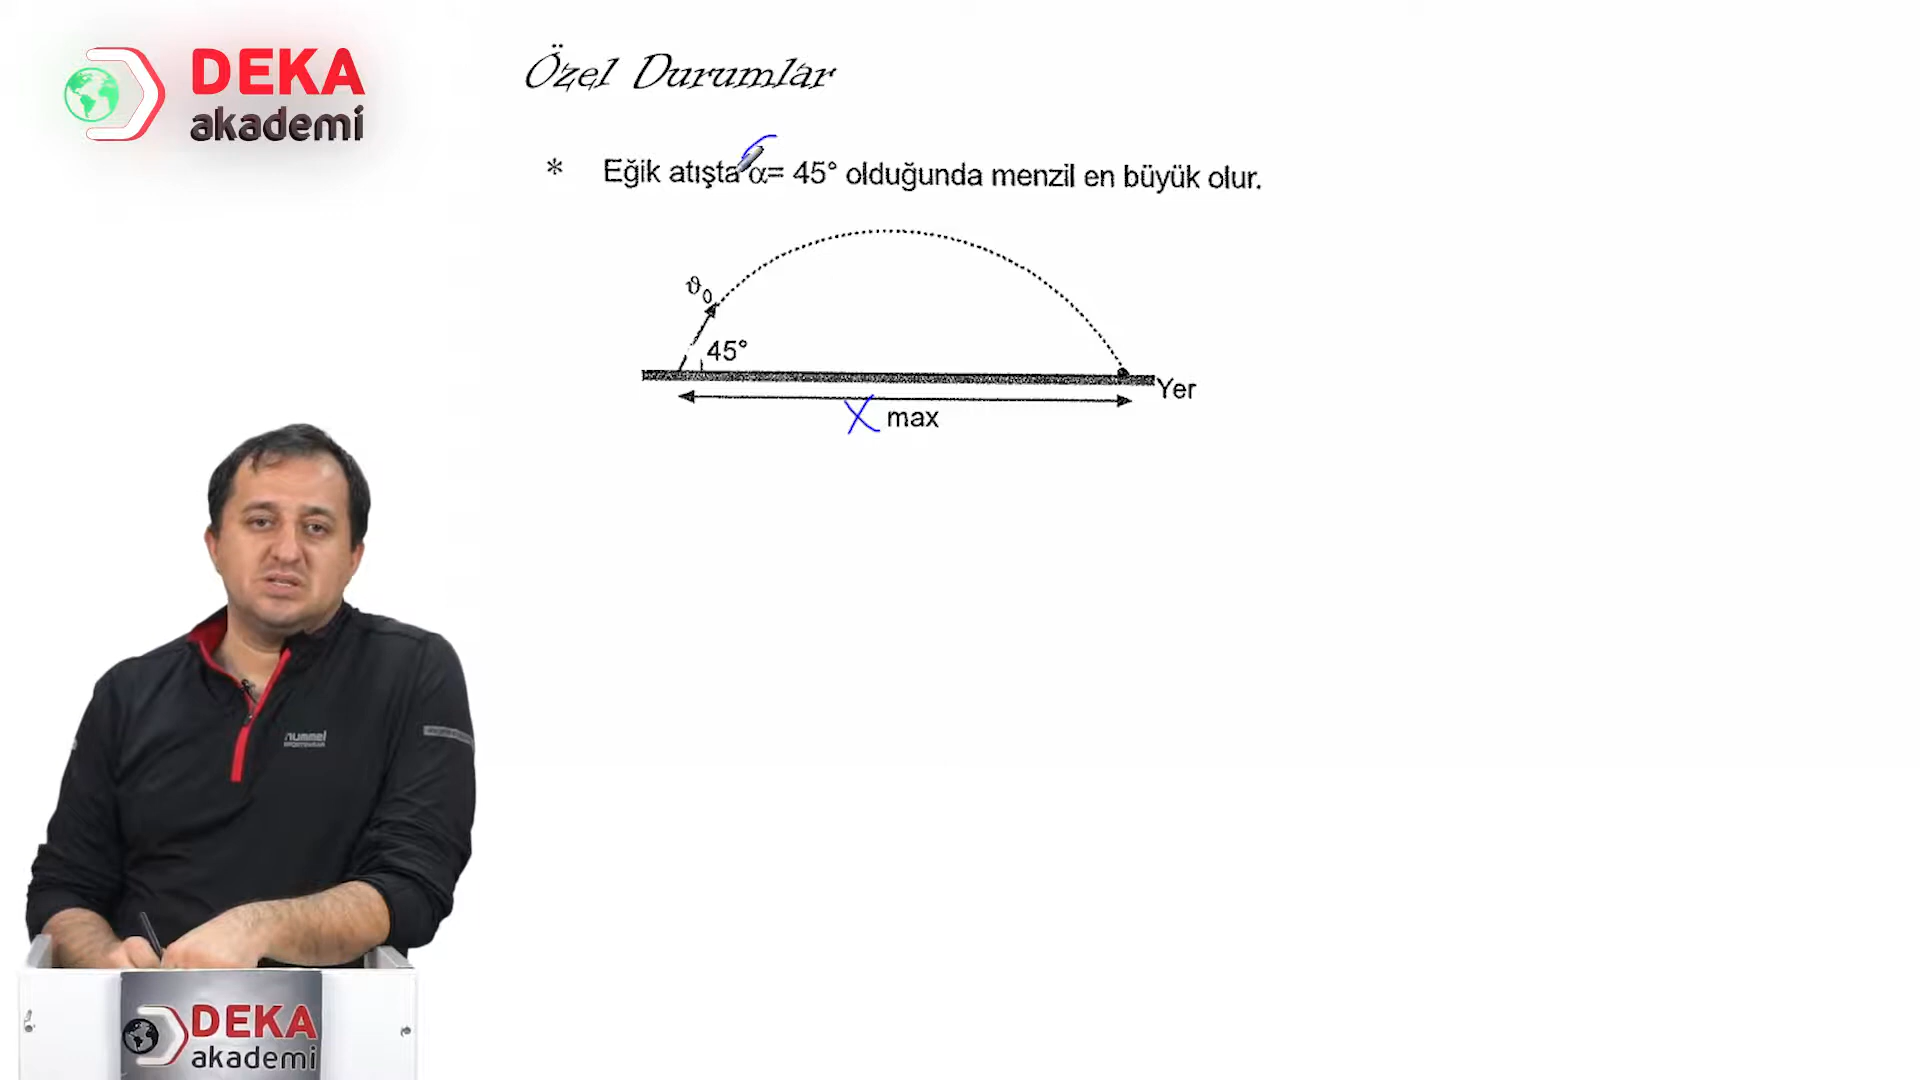 DEKA
akademi
Özel Durumlar
* Eğik atışta α= 45° olduğunda menzil en büyük olur.
ϑ0
45°
Yer
X max
hummel
DEKA
akademi